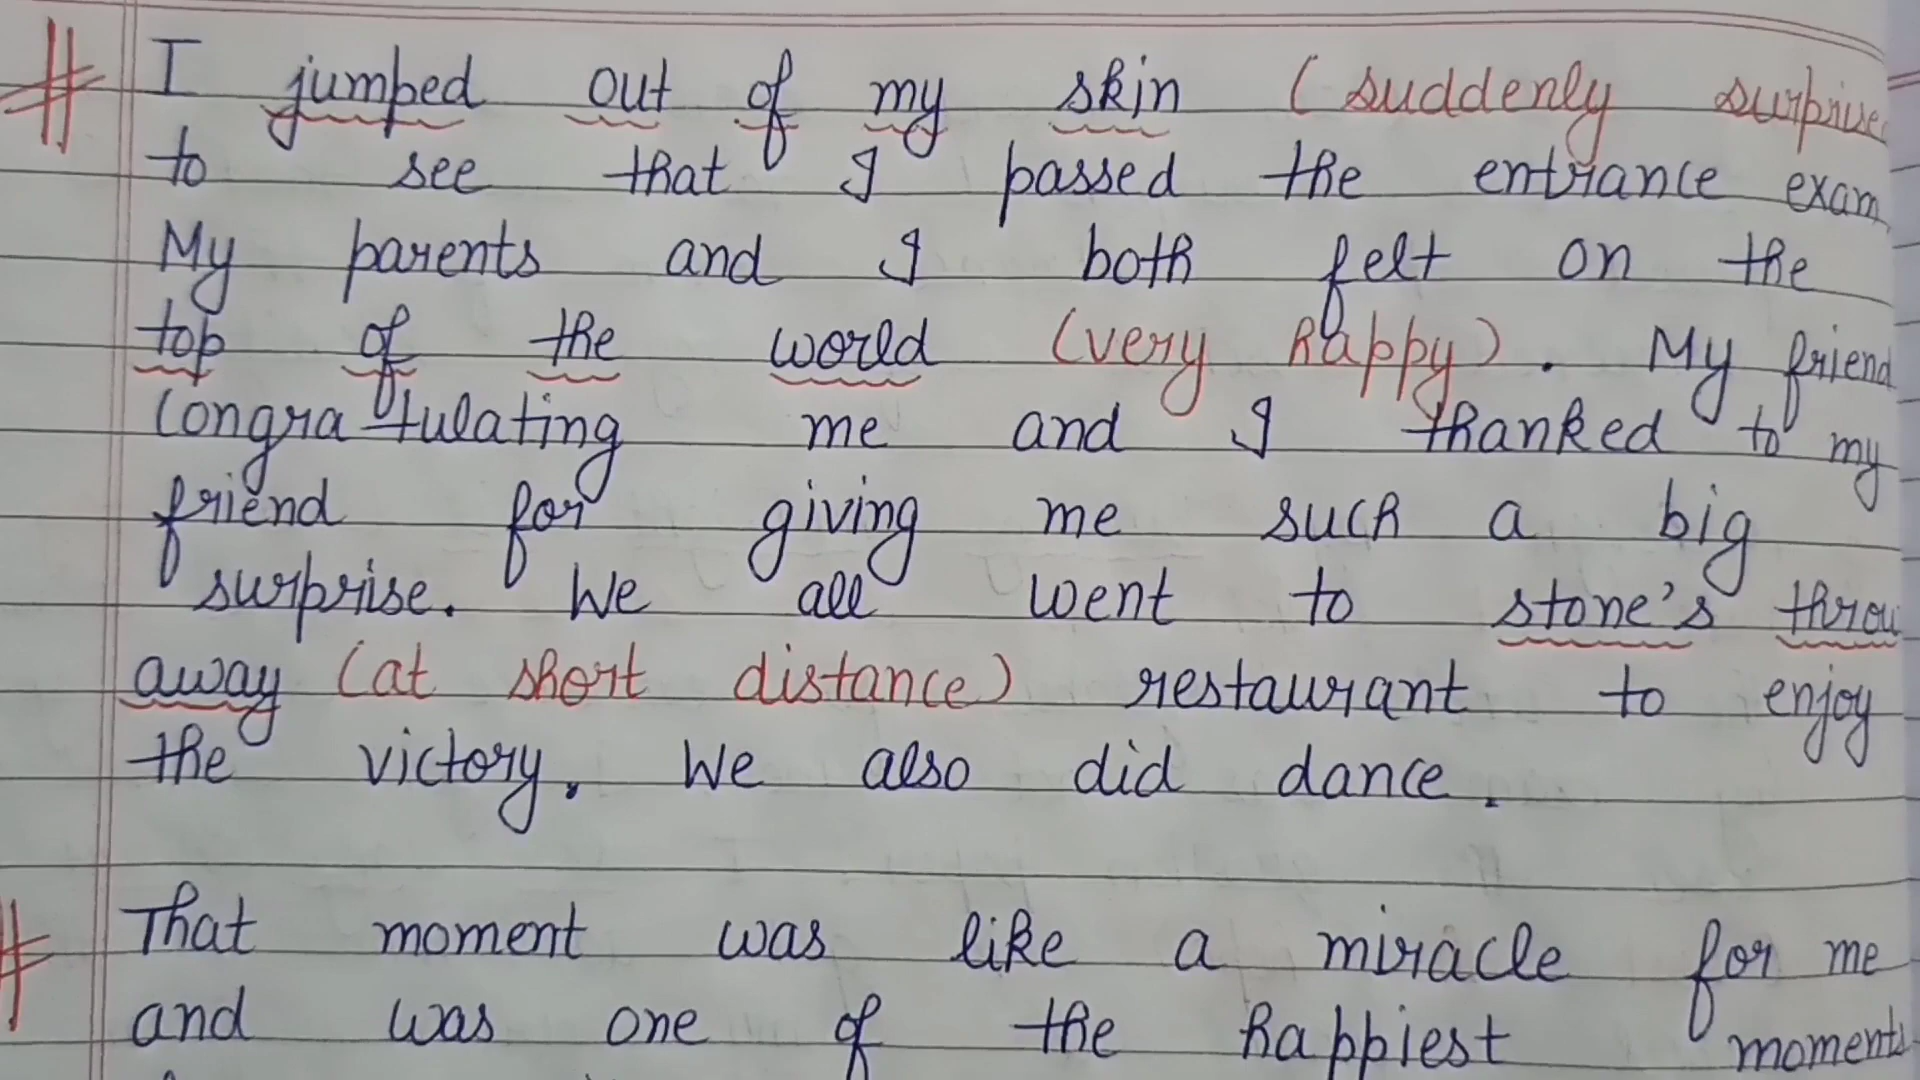 # I jumped out of my skin (suddenly surprise
to see that I passed the entrance exam
My parents and I both felt on the
top of the world (very happy). My friend
Congratulating me and I thanked to my
friend for giving me such a big
surprise. We all went to stone's throw
away (at short distance) restaurant to enjoy
the victory. We also did dance.
# That moment was like a miracle for me
and was one of the happiest moments